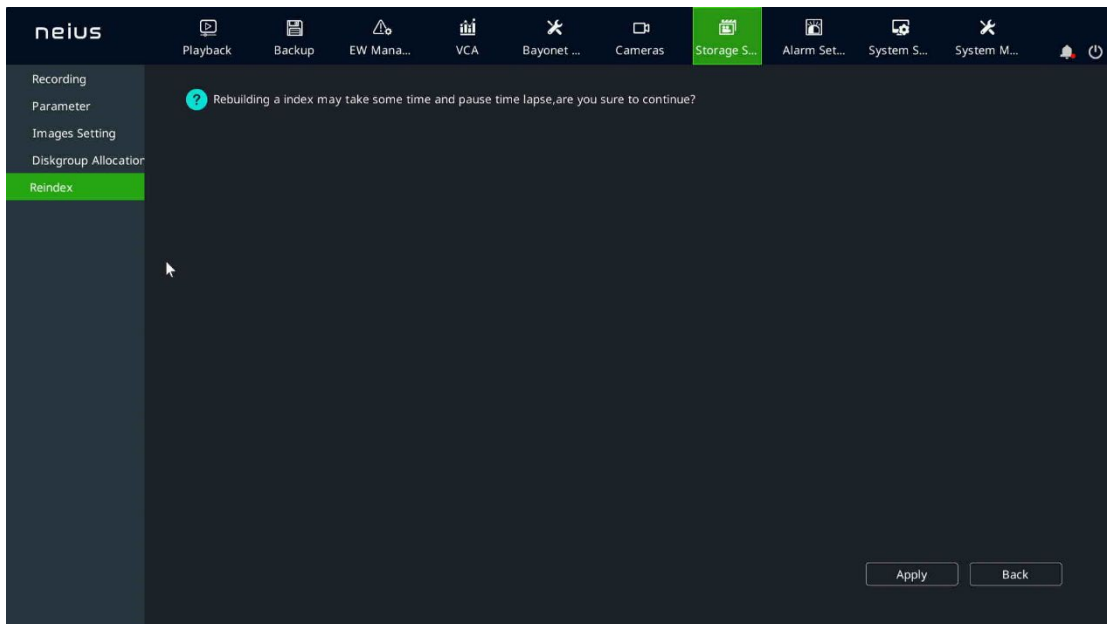 neius
Playback
Backup
EW Mana...
VCA
Bayonet ...
Cameras
Storage S...
Alarm Set...
System S...
System M...
Recording
Parameter
Images Setting
Diskgroup Allocation
Reindex
? Rebuilding a index may take some time and pause time lapse,are you sure to continue?
Apply
Back